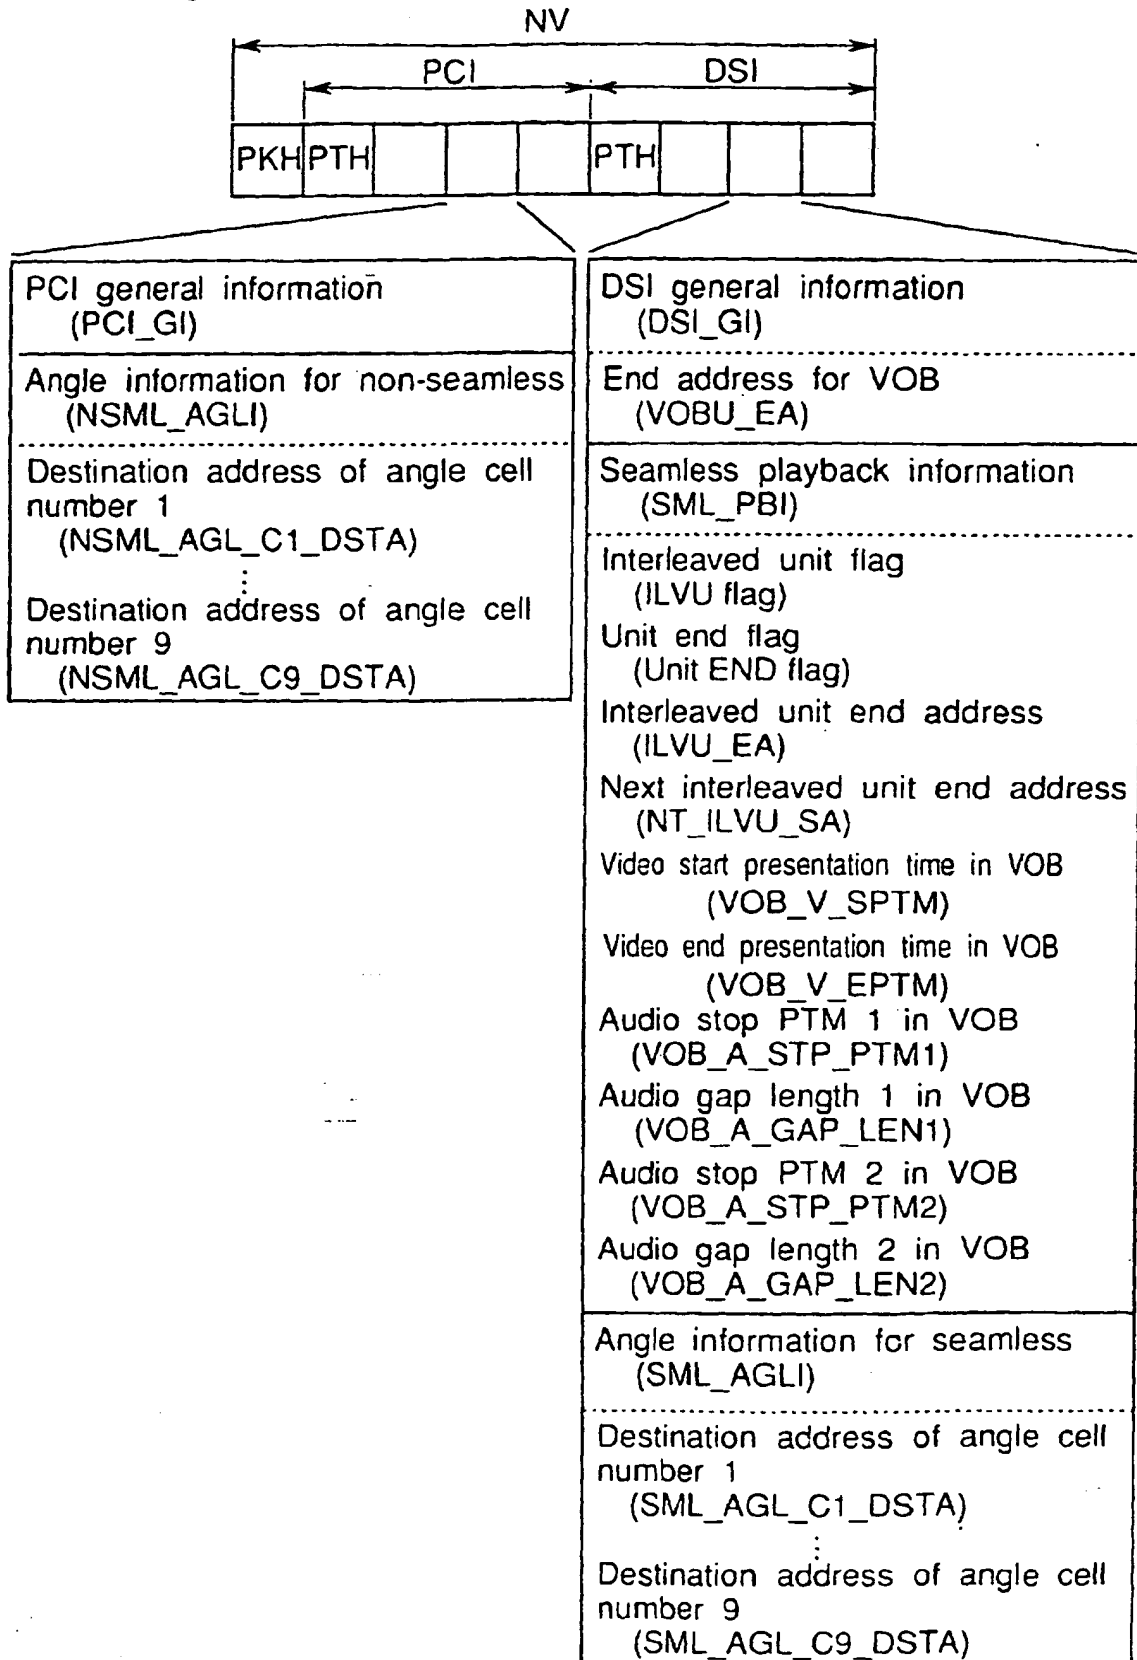 NV
PCI DSI
PKH PTH PTH
PCI general information
(PCI_GI)
Angle information for non-seamless
(NSML_AGLI)
Destination address of angle cell
number 1
(NSML_AGL_C1_DSTA)
⋮
Destination address of angle cell
number 9
(NSML_AGL_C9_DSTA)
DSI general information
(DSI_GI)
End address for VOB
(VOBU_EA)
Seamless playback information
(SML_PBI)
Interleaved unit flag
(ILVU flag)
Unit end flag
(Unit END flag)
Interleaved unit end address
(ILVU_EA)
Next interleaved unit end address
(NT_ILVU_SA)
Video start presentation time in VOB
(VOB_V_SPTM)
Video end presentation time in VOB
(VOB_V_EPTM)
Audio stop PTM 1 in VOB
(VOB_A_STP_PTM1)
Audio gap length 1 in VOB
(VOB_A_GAP_LEN1)
Audio stop PTM 2 in VOB
(VOB_A_STP_PTM2)
Audio gap length 2 in VOB
(VOB_A_GAP_LEN2)
Angle information for seamless
(SML_AGLI)
Destination address of angle cell
number 1
(SML_AGL_C1_DSTA)
⋮
Destination address of angle cell
number 9
(SML_AGL_C9_DSTA)